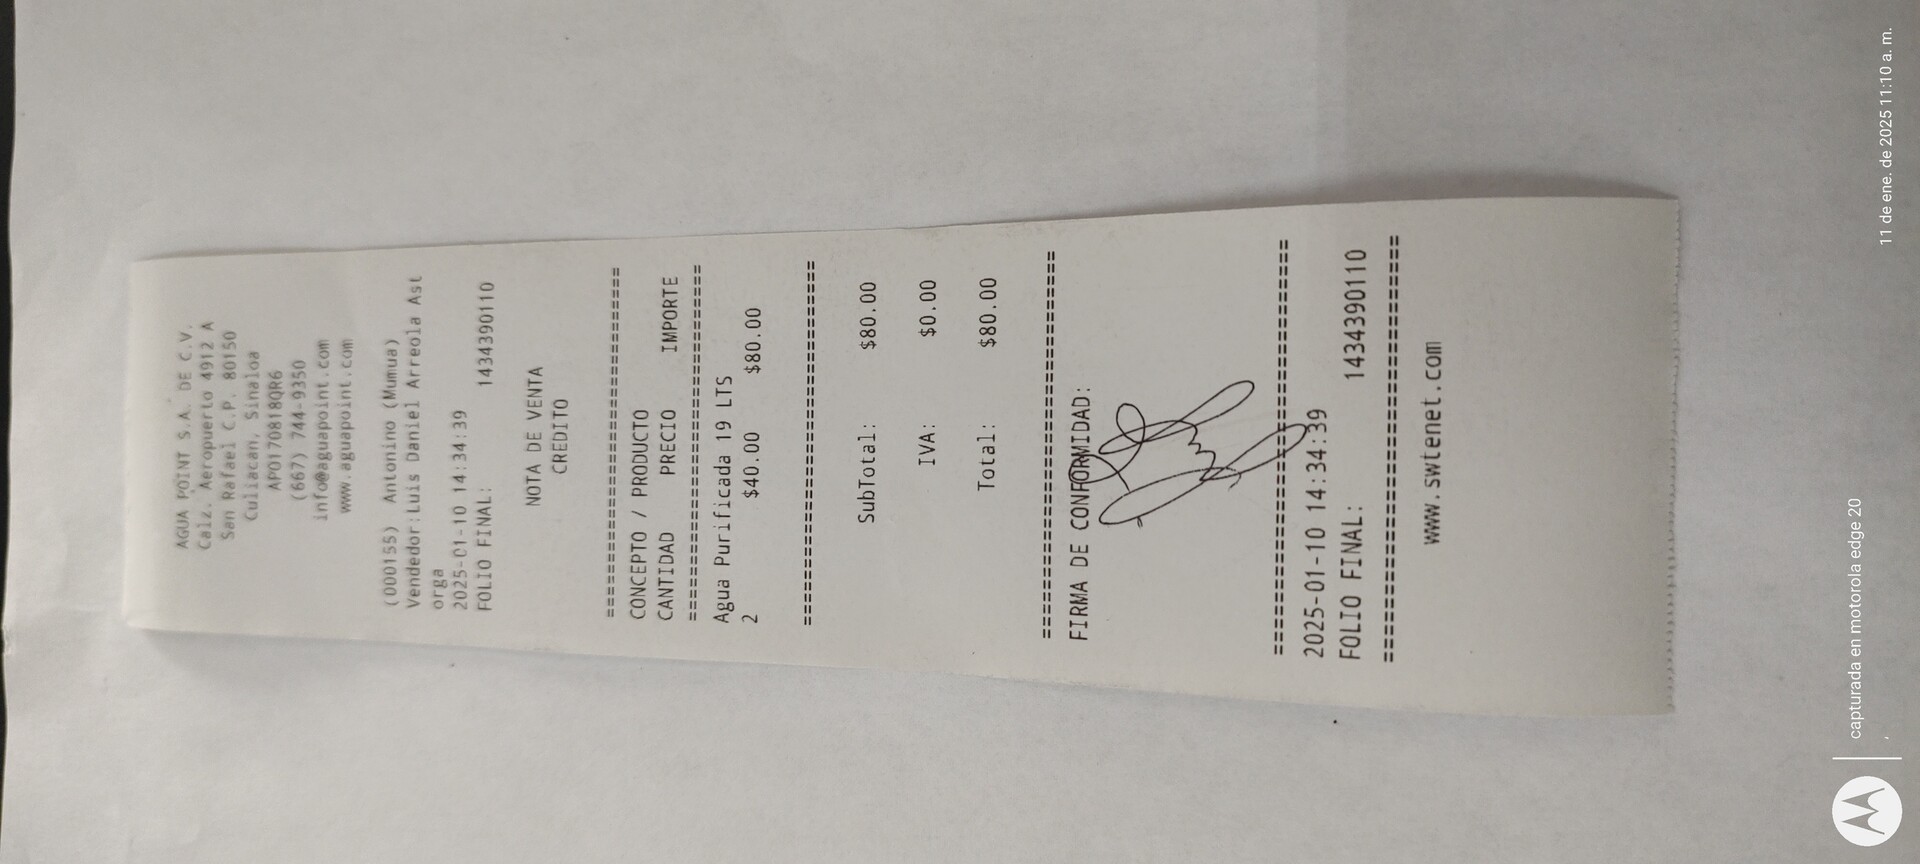 AGUA POINT S.A. DE C.V.
Calz. Aeropuerto 4912 A
San Rafael C.P. 80150
Culiacan, Sinaloa
APO170818QR6
(667) 744-9350
info@aguapoint.com
www.aguapoint.com
(000155) Antonino (Mumua)
Vendedor:Luis Daniel Arreola Ast
orga
2025-01-10 14:34:39
FOLIO FINAL: 1434390110
NOTA DE VENTA
CREDITO
================================
CONCEPTO / PRODUCTO
CANTIDAD PRECIO IMPORTE
================================
Agua Purificada 19 LTS
2 $40.00 $80.00
================================
SubTotal: $80.00
IVA: $0.00
Total: $80.00
================================
FIRMA DE CONFORMIDAD:
================================
2025-01-10 14:34:39
FOLIO FINAL: 1434390110
================================
www.swtenet.com
capturada en motorola edge 20
,
11 de ene. de 2025 11:10 a. m.